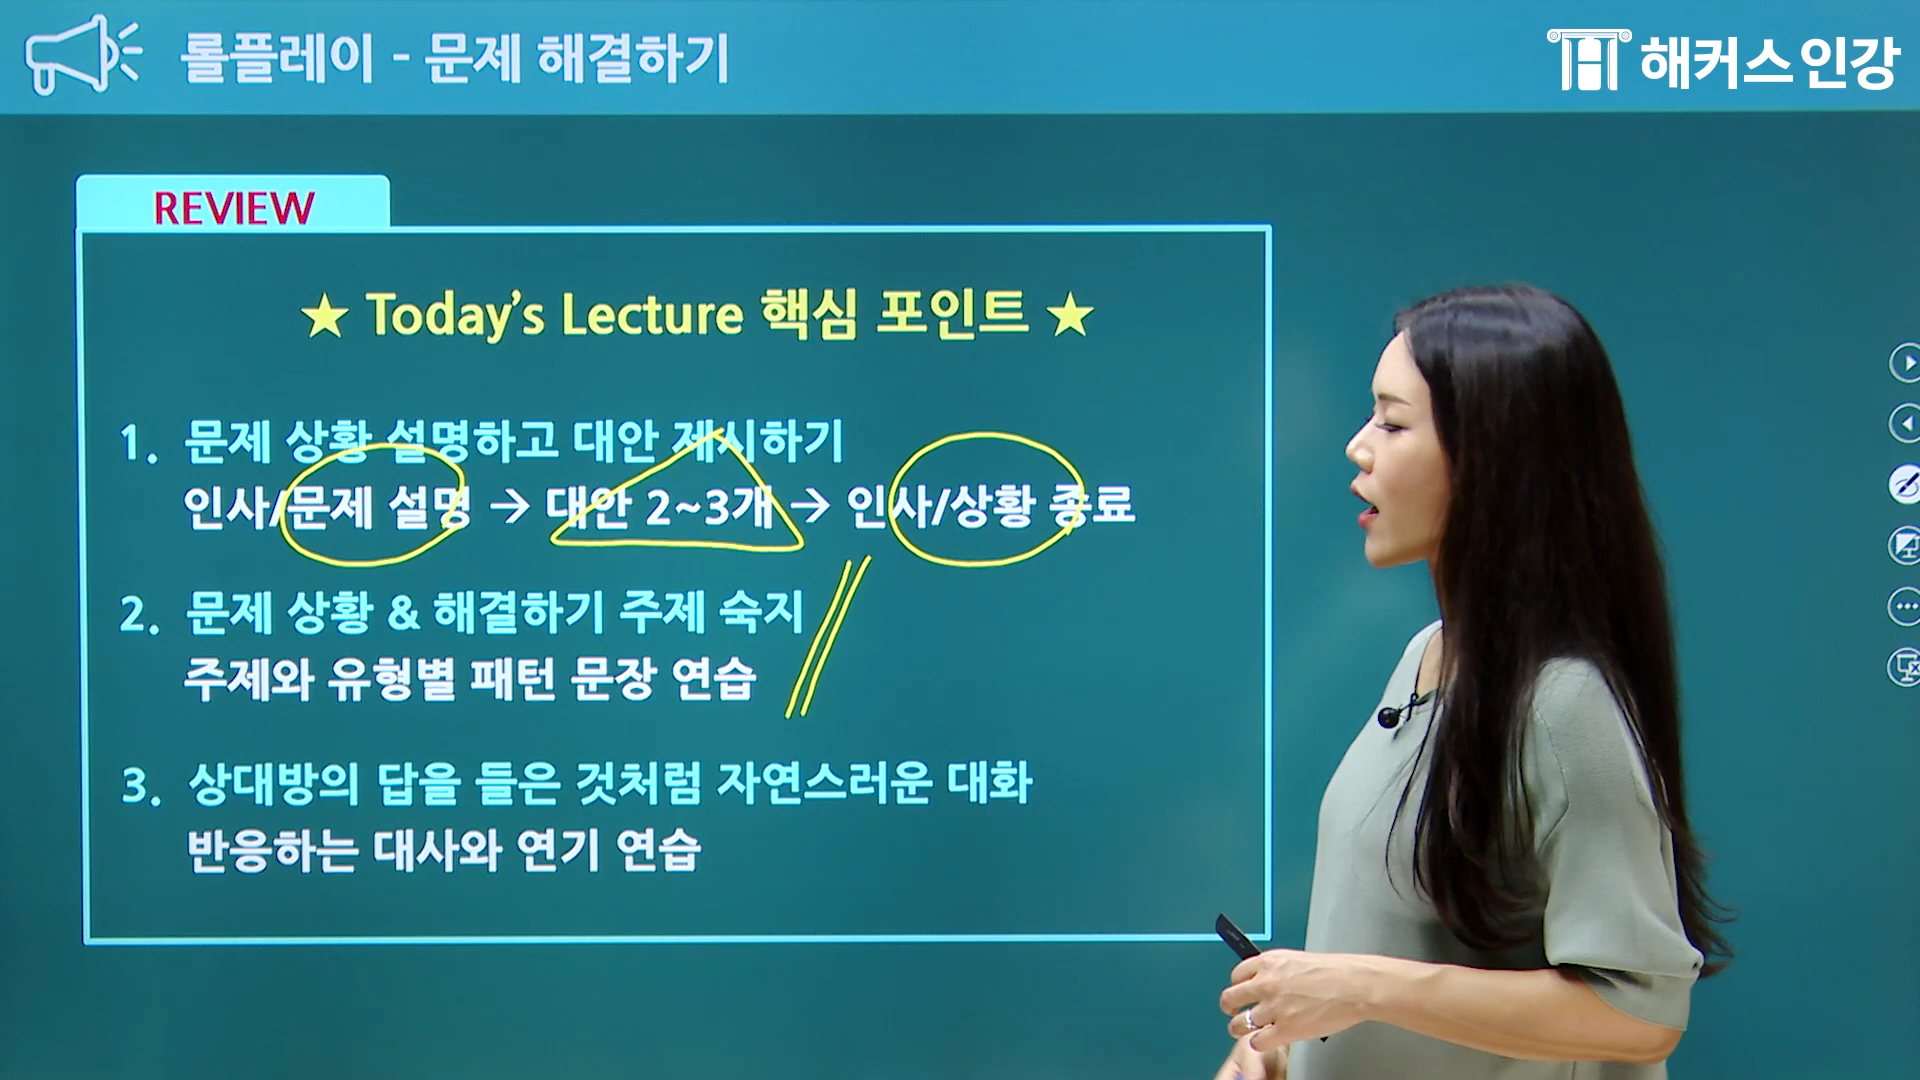 롤플레이 - 문제 해결하기
해커스인강
REVIEW
★ Today's Lecture 핵심 포인트 ★
1. 문제 상황 설명하고 대안 제시하기
인사/문제 설명 → 대안 2~3개 → 인사/상황 종료
2. 문제 상황 & 해결하기 주제 숙지
주제와 유형별 패턴 문장 연습
3. 상대방의 답을 들은 것처럼 자연스러운 대화
반응하는 대사와 연기 연습